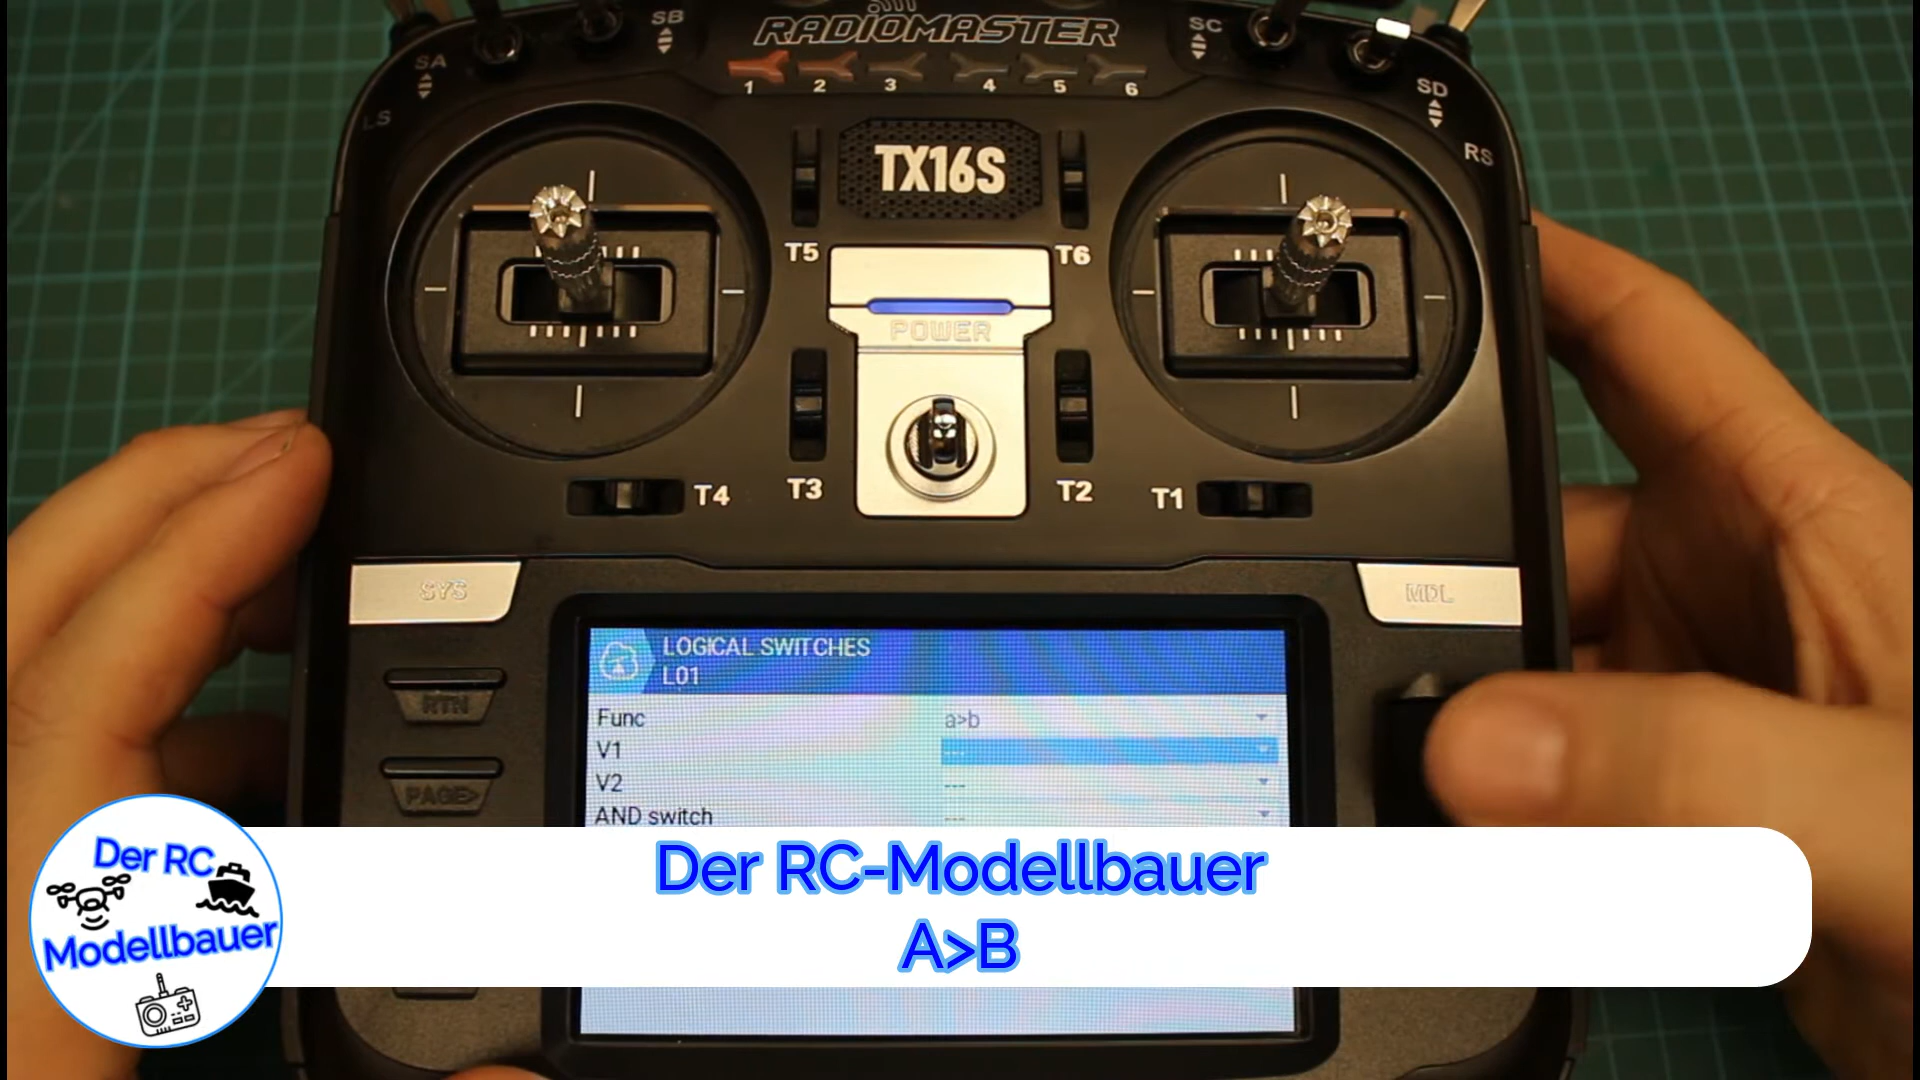 SB
RADIOMASTER
SC
SA
SD
1 2 3 4 5 6
LS
RS
TX16S
T5
T6
POWER
T4
T3
T2
T1
SYS
MDL
LOGICAL SWITCHES
L01
RTN
Func a>b
V1 ---
V2 ---
PAGE>
AND switch ---
Der RC-Modellbauer
A>B
Der RC
Modellbauer